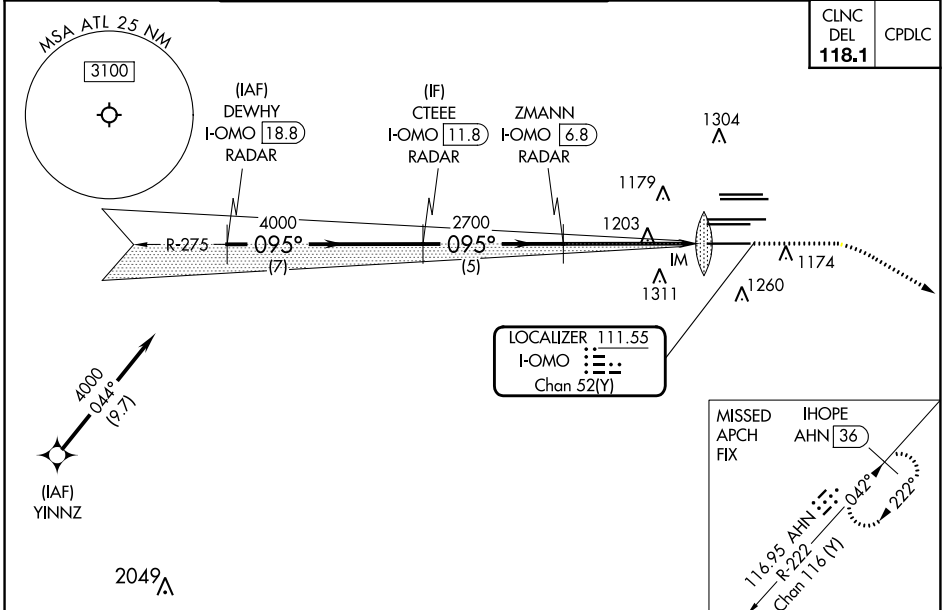 MSA ATL 25 NM
3100
CLNC
DEL
118.1
CPDLC
(IAF)
DEWHY
I-OMO 18.8
RADAR
(IF)
CTEEE
I-OMO 11.8
RADAR
ZMANN
I-OMO 6.8
RADAR
1304
1179
1203
4000
2700
R-275
095°
095°
(7)
(5)
IM
1174
1311
1260
LOCALIZER 111.55
I-OMO
Chan 52(Y)
4000
044°
(9.7)
(IAF)
YINNZ
2049
MISSED
APCH
FIX
IHOPE
AHN 36
042°
222°
116.95 AHN
R-222
Chan 116 (Y)